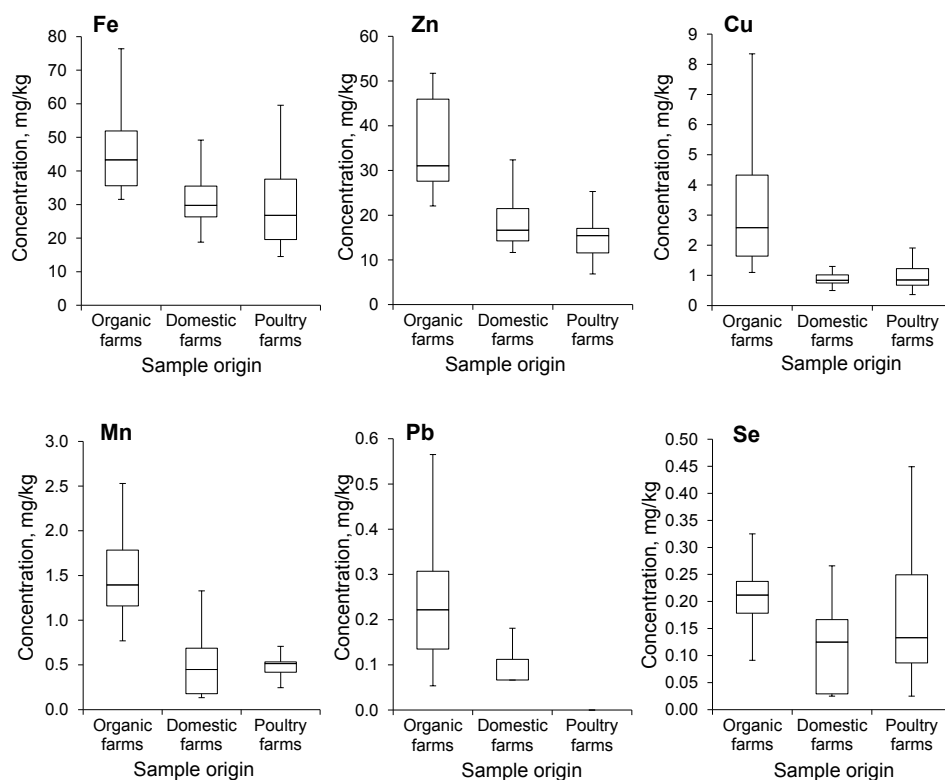 Fe
Concentration, mg/kg
80
70
60
50
40
30
20
10
0
Organic farms
Domestic farms
Poultry farms
Sample origin
Zn
Concentration, mg/kg
60
50
40
30
20
10
0
Organic farms
Domestic farms
Poultry farms
Sample origin
Cu
Concentration, mg/kg
9
8
7
6
5
4
3
2
1
0
Organic farms
Domestic farms
Poultry farms
Sample origin
Mn
Concentration, mg/kg
3.0
2.5
2.0
1.5
1.0
0.5
0.0
Organic farms
Domestic farms
Poultry farms
Sample origin
Pb
Concentration, mg/kg
0.6
0.5
0.4
0.3
0.2
0.1
0.0
Organic farms
Domestic farms
Poultry farms
Sample origin
Se
Concentration, mg/kg
0.50
0.45
0.40
0.35
0.30
0.25
0.20
0.15
0.10
0.05
0.00
Organic farms
Domestic farms
Poultry farms
Sample origin